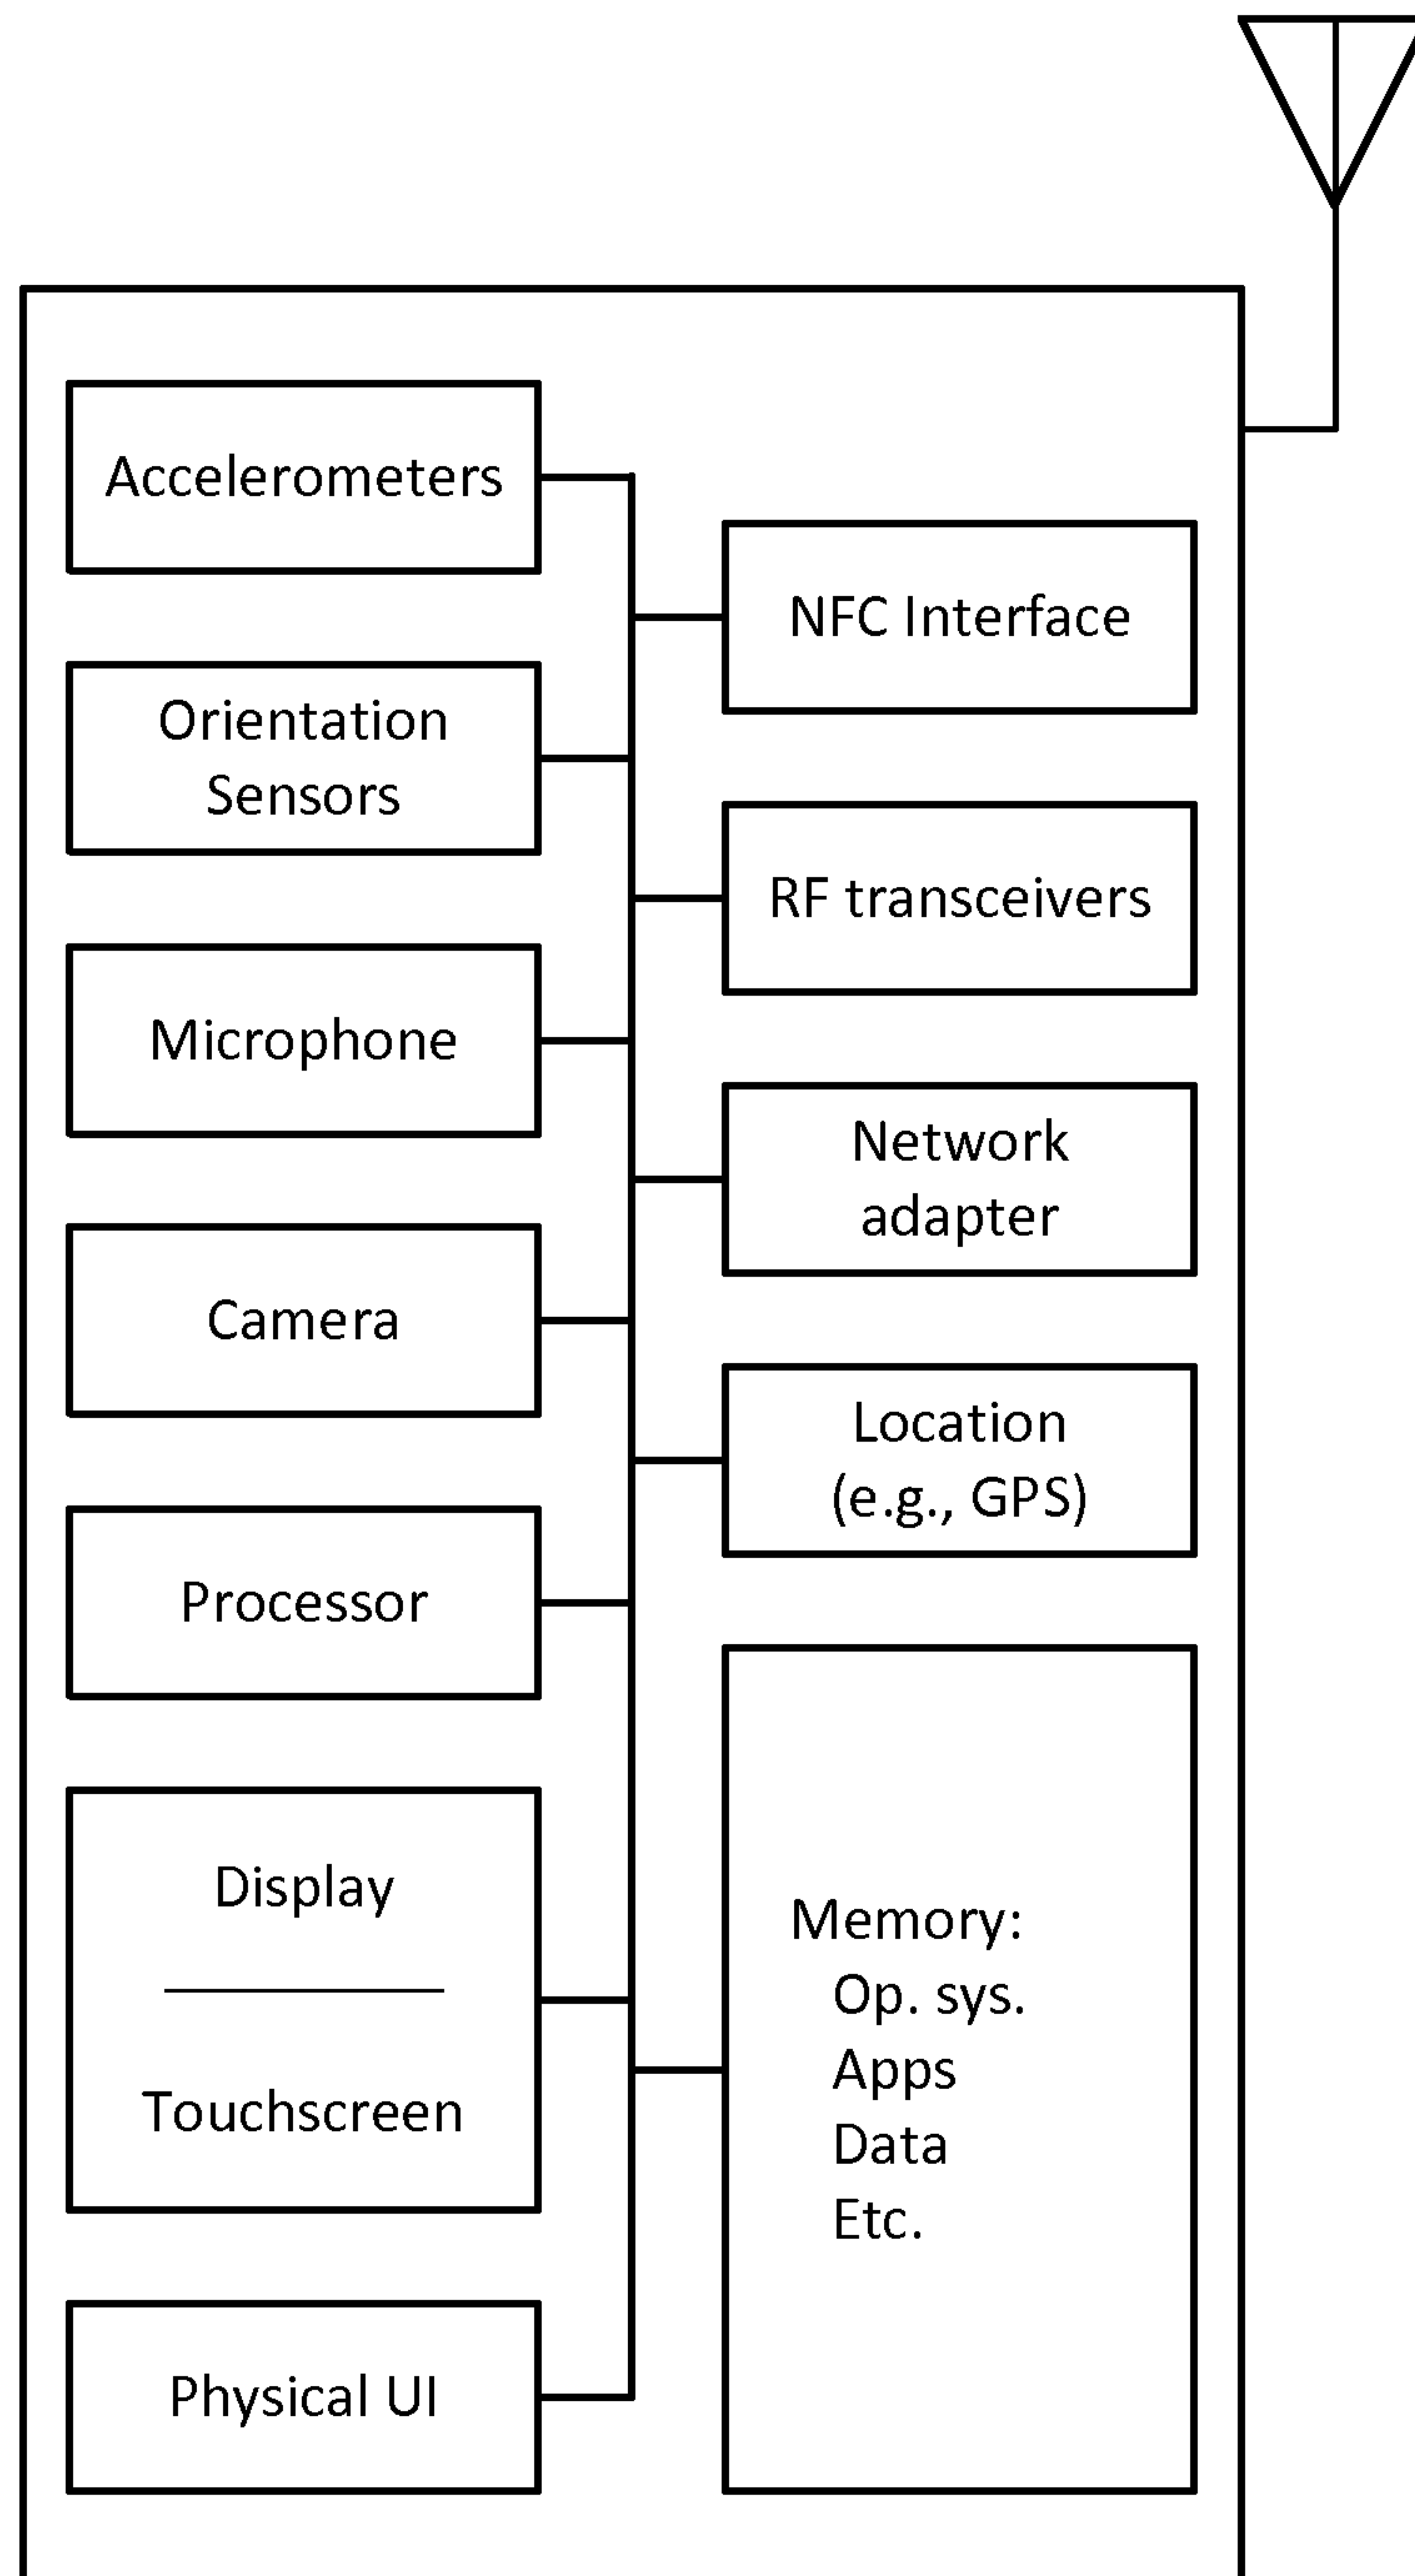 Accelerometers
Orientation
Sensors
Microphone
Camera
Processor
Display
Touchscreen
Physical UI
NFC Interface
RF transceivers
Network
adapter
Location
(e.g., GPS)
Memory:
Op. sys.
Apps
Data
Etc.